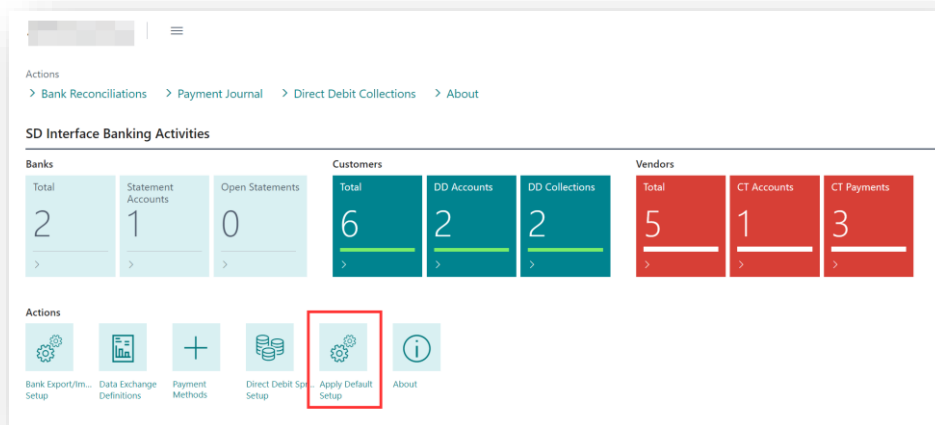 Actions
> Bank Reconciliations > Payment Journal > Direct Debit Collections > About
SD Interface Banking Activities
Banks Customers Vendors
Total Statement Accounts Open Statements Total DD Accounts DD Collections Total CT Accounts CT Payments
2 1 0 6 2 2 5 1 3
> > > > > > > > >
Actions
Bank Export/Im... Data Exchange Payment Direct Debit Spr... Apply Default About
Setup Definitions Methods Setup Setup